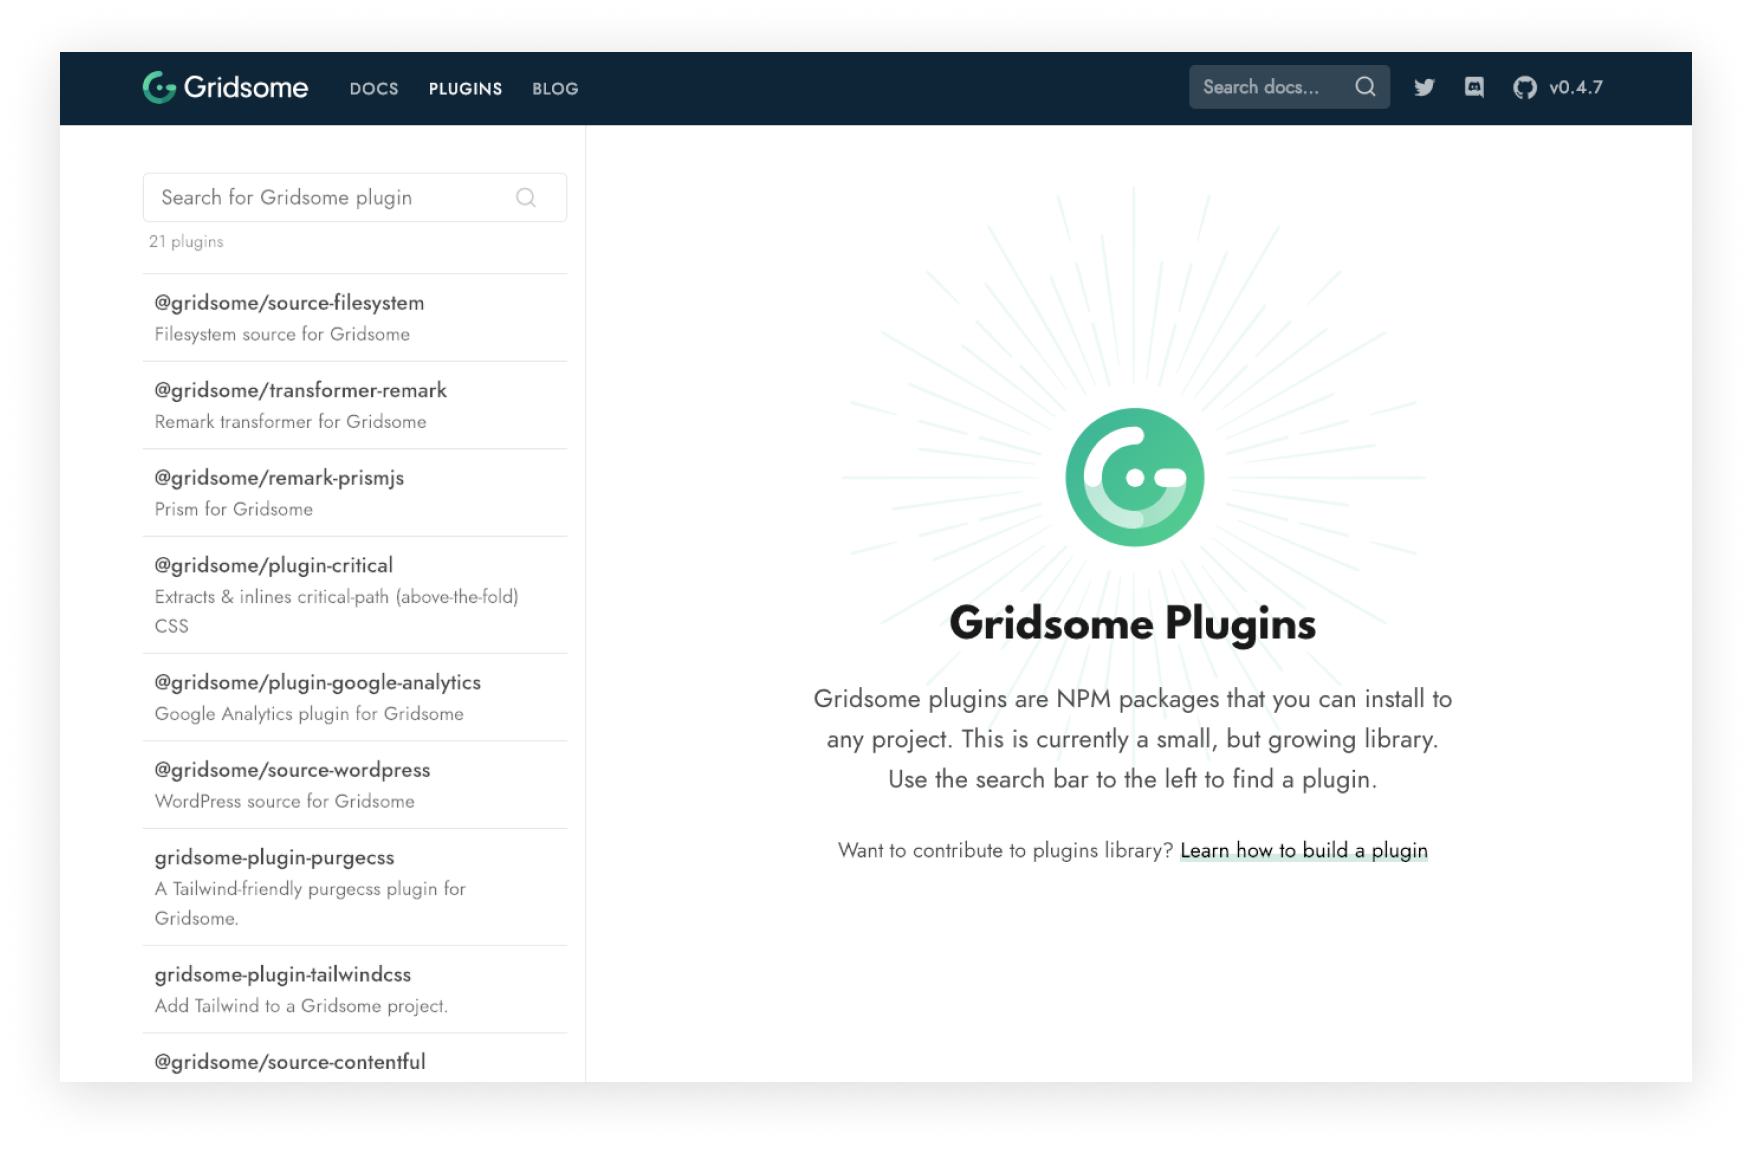 Gridsome DOCS PLUGINS BLOG Search docs... v0.4.7
Search for Gridsome plugin
21 plugins
@gridsome/source-filesystem
Filesystem source for Gridsome
@gridsome/transformer-remark
Remark transformer for Gridsome
@gridsome/remark-prismjs
Prism for Gridsome
@gridsome/plugin-critical
Extracts & inlines critical-path (above-the-fold)
CSS
@gridsome/plugin-google-analytics
Google Analytics plugin for Gridsome
@gridsome/source-wordpress
WordPress source for Gridsome
gridsome-plugin-purgecss
A Tailwind-friendly purgecss plugin for
Gridsome.
gridsome-plugin-tailwindcss
Add Tailwind to a Gridsome project.
@gridsome/source-contentful
Gridsome Plugins
Gridsome plugins are NPM packages that you can install to
any project. This is currently a small, but growing library.
Use the search bar to the left to find a plugin.
Want to contribute to plugins library? Learn how to build a plugin